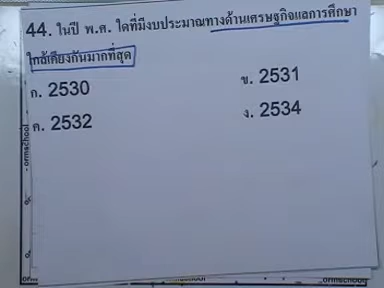 44. ในปี พ.ศ. ใดที่มีงบประมาณทางด้านเศรษฐกิจแลการศึกษา
ใกล้เคียงกันมากที่สุด
ก. 2530
ข. 2531
ค. 2532
ง. 2534
ormschool
ormschool